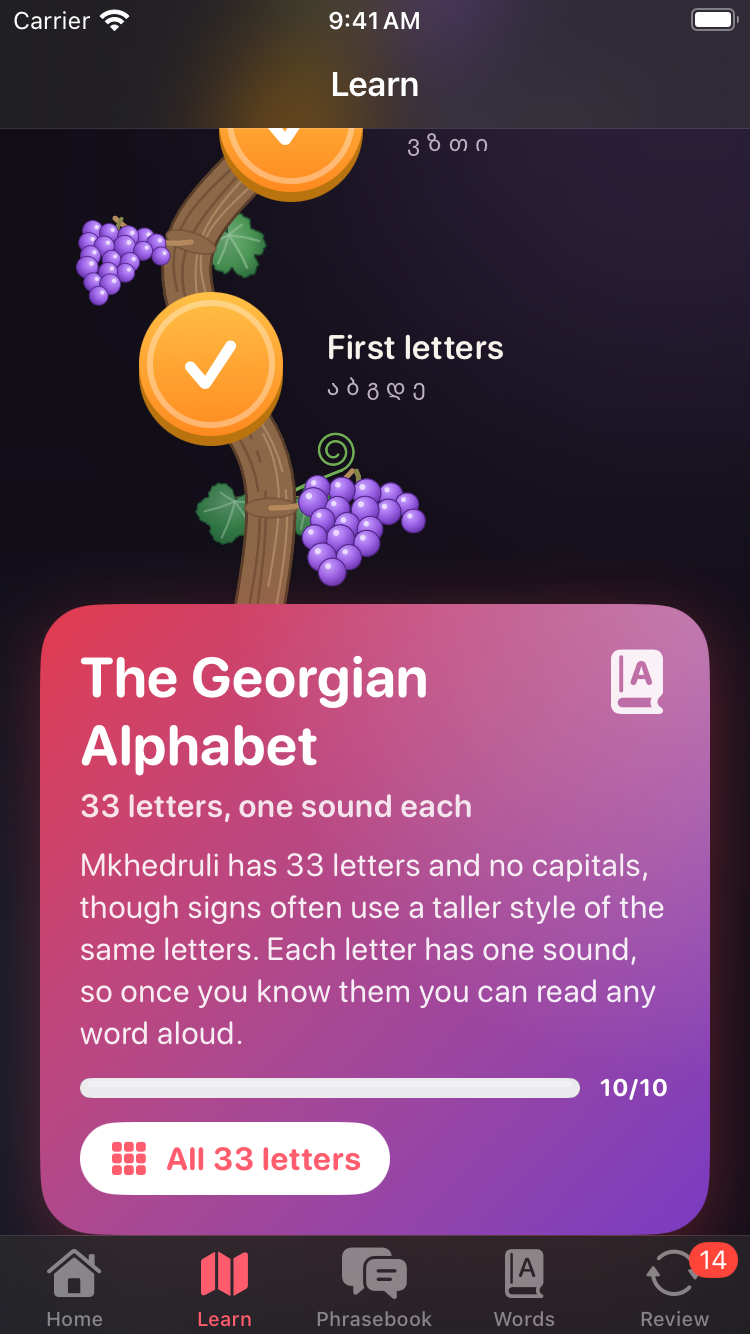 Carrier 9:41 AM
Learn
ვ ზ თ ი
First letters
ა ბ გ დ ე
The Georgian
Alphabet
A
33 letters, one sound each
Mkhedruli has 33 letters and no capitals,
though signs often use a taller style of the
same letters. Each letter has one sound,
so once you know them you can read any
word aloud.
10/10
All 33 letters
A
14
Home Learn Phrasebook Words Review